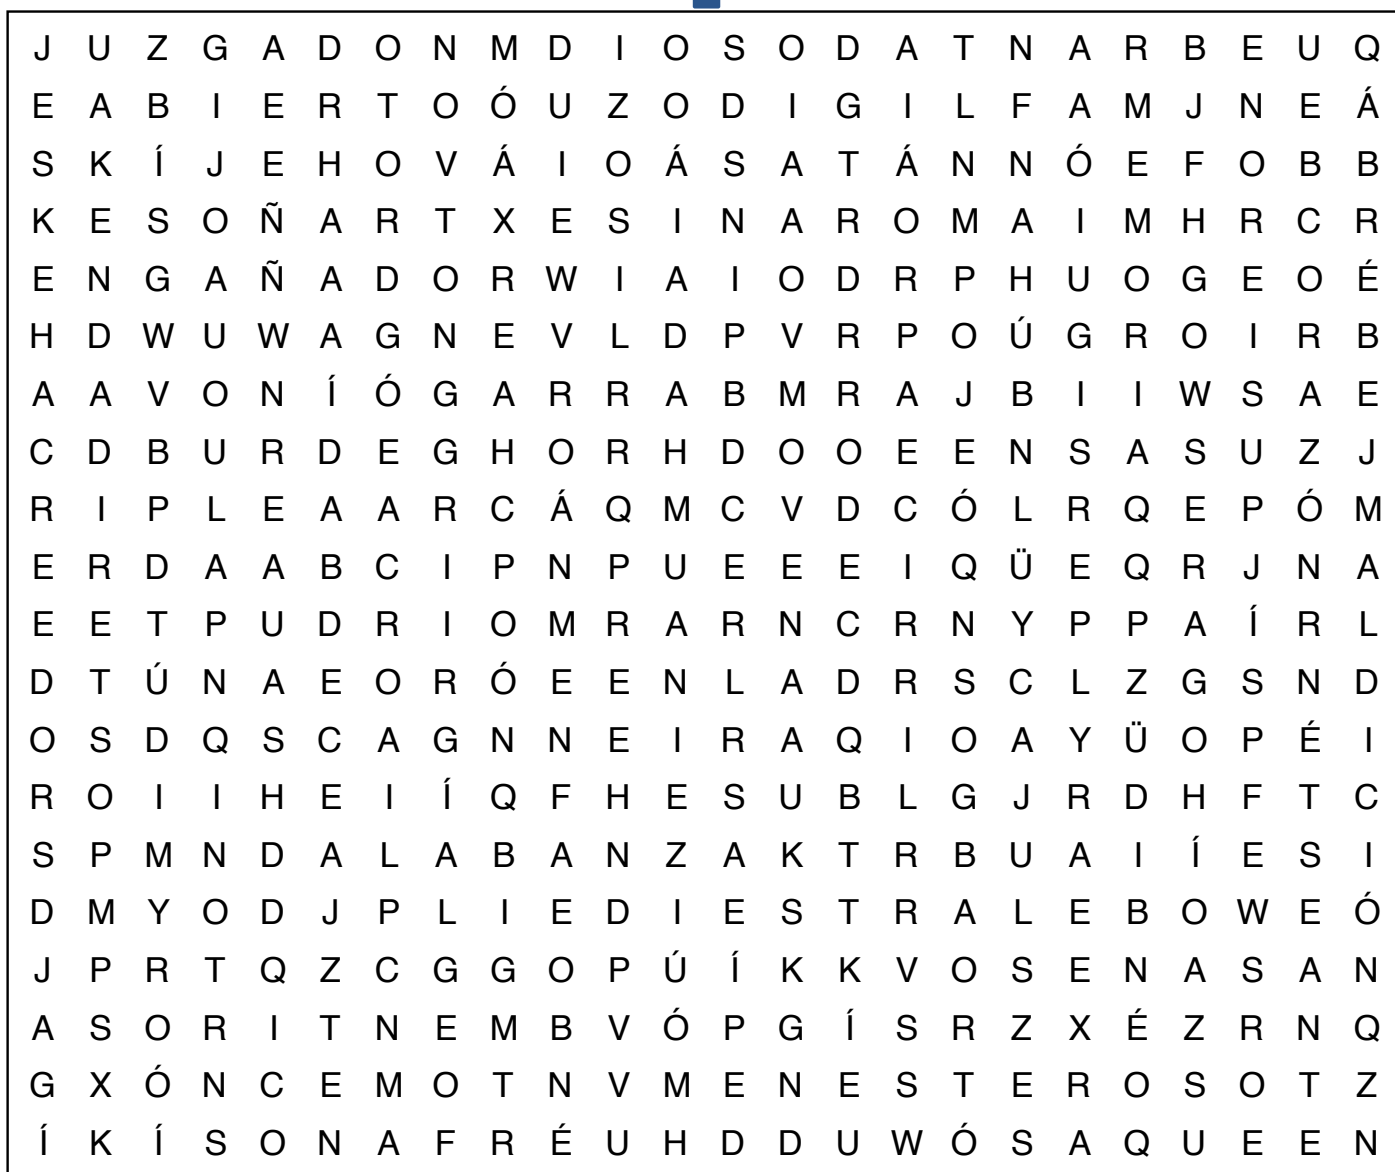 J U Z G A D O N M D I O S O D A T N A R B E U Q
E A B I E R T O Ó U Z O D I G I L F A M J N E Á
S K Í J E H O V Á I O Á S A T Á N N Ó E F O B B
K E S O Ñ A R T X E S I N A R O M A I M H R C R
E N G A Ñ A D O R W I A I O D R P H U O G E O É
H D W U W A G N E V L D P V R P O Ú G R O I R B
A A V O N Í Ó G A R R A B M R A J B I I W S A E
C D B U R D E G H O R H D O O E E N S A S U Z J
R I P L E A A R C Á Q M C V D C Ó L R Q E P Ó M
E R D A A B C I P N P U E E E I Q Ü E Q R J N A
E E T P U D R I O M R A R N C R N Y P P A Í R L
D T Ú N A E O R Ó E E N L A D R S C L Z G S N D
O S D Q S C A G N N E I R A Q I O A Y Ü O P É I
R O I I H E I Í Q F H E S U B L G J R D H F T C
S P M N D A L A B A N Z A K T R B U A I Í E S I
D M Y O D J P L I E D I E S T R A L E B O W E Ó
J P R T Q Z C G G O P Ú Í K K V O S E N A S A N
A S O R I T N E M B V Ó P G Í S R Z X É Z R N Q
G X Ó N C E M O T N V M E N E S T E R O S O T Z
Í K Í S O N A F R É U H D D U W Ó S A Q U E E N